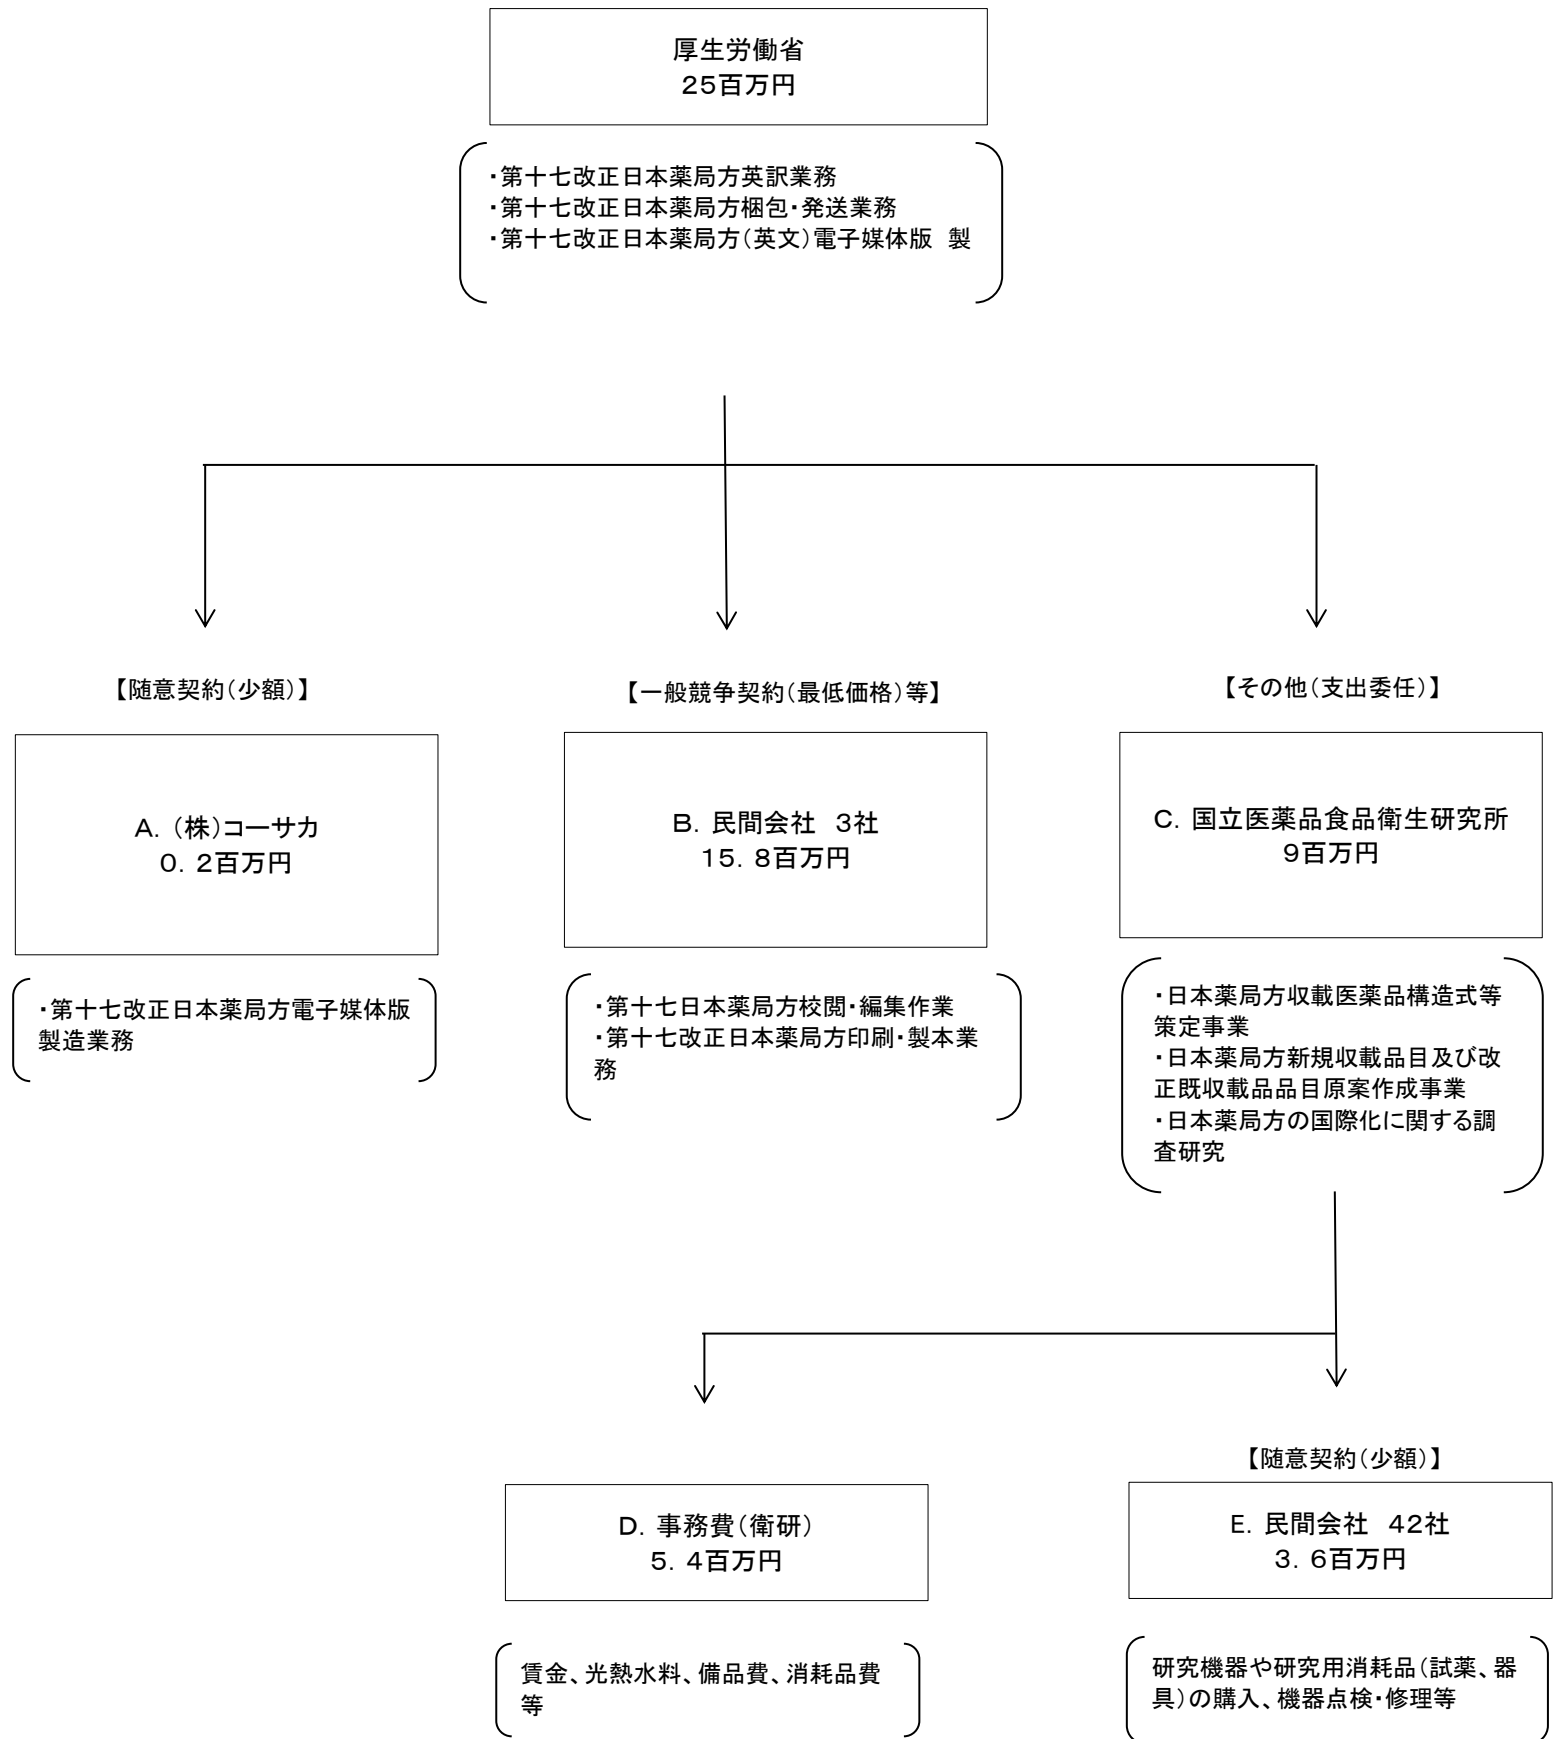 厚生労働省
25百万円
・第十七改正日本薬局方英訳業務
・第十七改正日本薬局方梱包・発送業務
・第十七改正日本薬局方(英文)電子媒体版　製
【随意契約(少額)】
【一般競争契約(最低価格)等】
【その他(支出委任)】
A．(株)コーサカ
0．2百万円
B．民間会社　3社
15．8百万円
C．国立医薬品食品衛生研究所
9百万円
・第十七改正日本薬局方電子媒体版
製造業務
・第十七日本薬局方校閲・編集作業
・第十七改正日本薬局方印刷・製本業
務
・日本薬局方収載医薬品構造式等
策定事業
・日本薬局方新規収載品目及び改
正既収載品品目原案作成事業
・日本薬局方の国際化に関する調
査研究
【随意契約(少額)】
D．事務費(衛研)
5．4百万円
E．民間会社　42社
3．6百万円
賃金、光熱水料、備品費、消耗品費
等
研究機器や研究用消耗品(試薬、器
具)の購入、機器点検・修理等